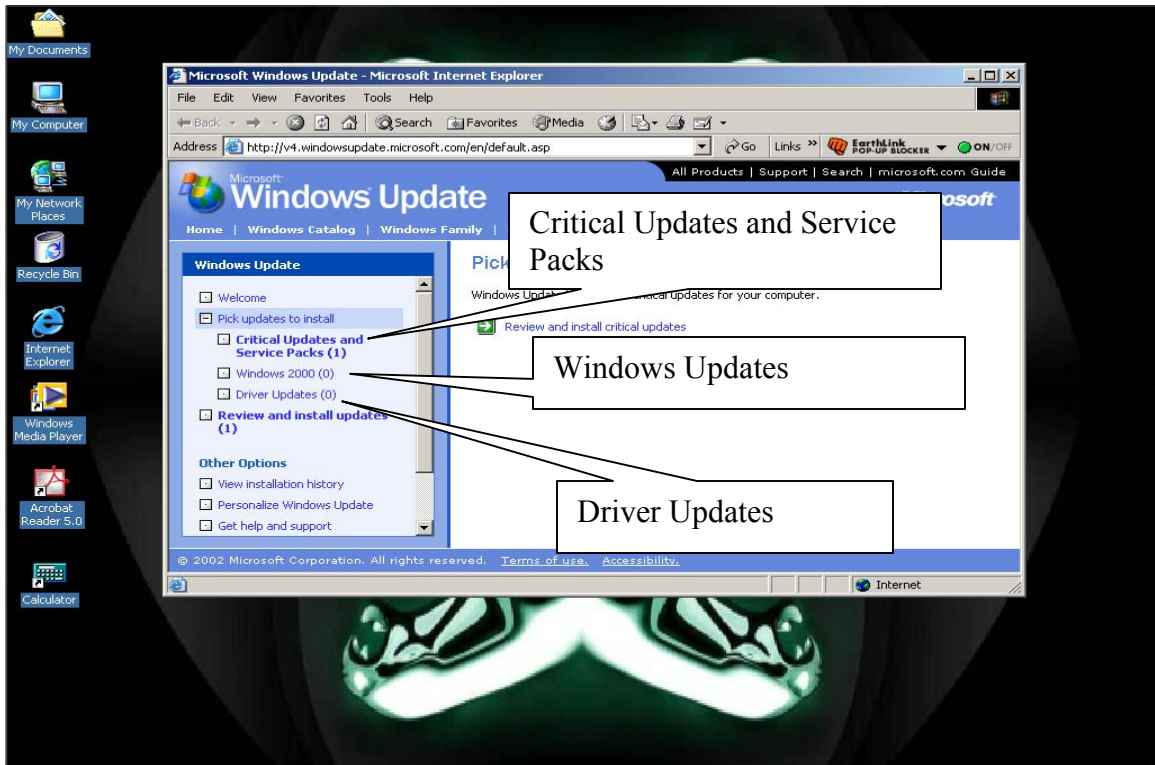 My Documents
My Computer
My Network
Places
Recycle Bin
Internet
Explorer
Windows
Media Player
Acrobat
Reader 5.0
Calculator
Microsoft Windows Update - Microsoft Internet Explorer
File Edit View Favorites Tools Help
Back Search Favorites Media
Address http://v4.windowsupdate.microsoft.com/en/default.asp Go Links » EarthLink POP-UP BLOCKER ON/OFF
All Products | Support | Search | microsoft.com Guide
Microsoft
Windows Update
Home | Windows Catalog | Windows Family |
Windows Update
Welcome
Pick updates to install
Critical Updates and
Service Packs (1)
Windows 2000 (0)
Driver Updates (0)
Review and install updates
(1)
Other Options
View installation history
Personalize Windows Update
Get help and support
Pick
Windows updates for your computer.
Review and install critical updates
Critical Updates and Service
Packs
Windows Updates
Driver Updates
© 2002 Microsoft Corporation. All rights reserved. Terms of use. Accessibility.
Internet